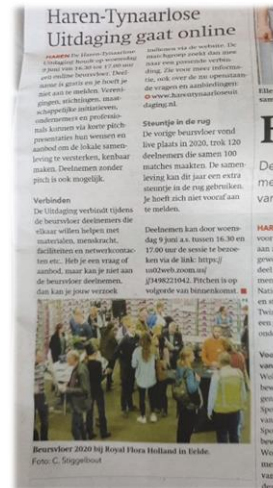 Haren-Tynaarlose
Uitdaging gaat online
HAREN De Haren-Tynaarlose
Uitdaging houdt op woensdag
9 juni van 16.30 tot 17.00 uur
een online beursvloer. Deel-
name is gratis en je hoeft je
niet aan te melden. Vereni-
gingen, stichtingen, maat-
schappelijke initiatieven,
ondernemers en professio-
nals kunnen via korte pitch-
presentaties hun wensen en
aanbod om de lokale samen-
leving te versterken, kenbaar
maken. Deelnemen zonder
pitch is ook mogelijk.
Verbinden
De Uitdaging verbindt tijdens
de beursvloer deelnemers die
elkaar willen helpen met
materialen, menskracht,
faciliteiten en netwerkcontac-
ten etc. Heb je een vraag of
aanbod, maar kan je niet aan
de beursvloer deelnemen,
dan kan je jouw verzoek
indienen via de website. De
matchgroep zoekt dan mee
naar een passende verbin-
ding. Zie voor meer informa-
tie, ook over de nu openstaan-
de vragen en aanbiedingen:
www.harentynaarlosesuit
daging.nl.
Steuntje in de rug
De vorige beursvloer vond
live plaats in 2020, trok 120
deelnemers die samen 100
matches maakten. De samen-
leving kan dit jaar een extra
steuntje in de rug gebruiken.
Je hoeft zich niet vooraf aan
te melden.
Deelnemen kan door woens-
dag 9 juni a.s. tussen 16.30 en
17.00 uur de sessie te bezoe-
ken via de link: https://
us02web.zoom.us/
j/3498221042. Pitchen is op
volgorde van binnenkomst.
Beursvloer 2020 bij Royal Flora Holland in Eelde.
Foto: C. Stiggelbout